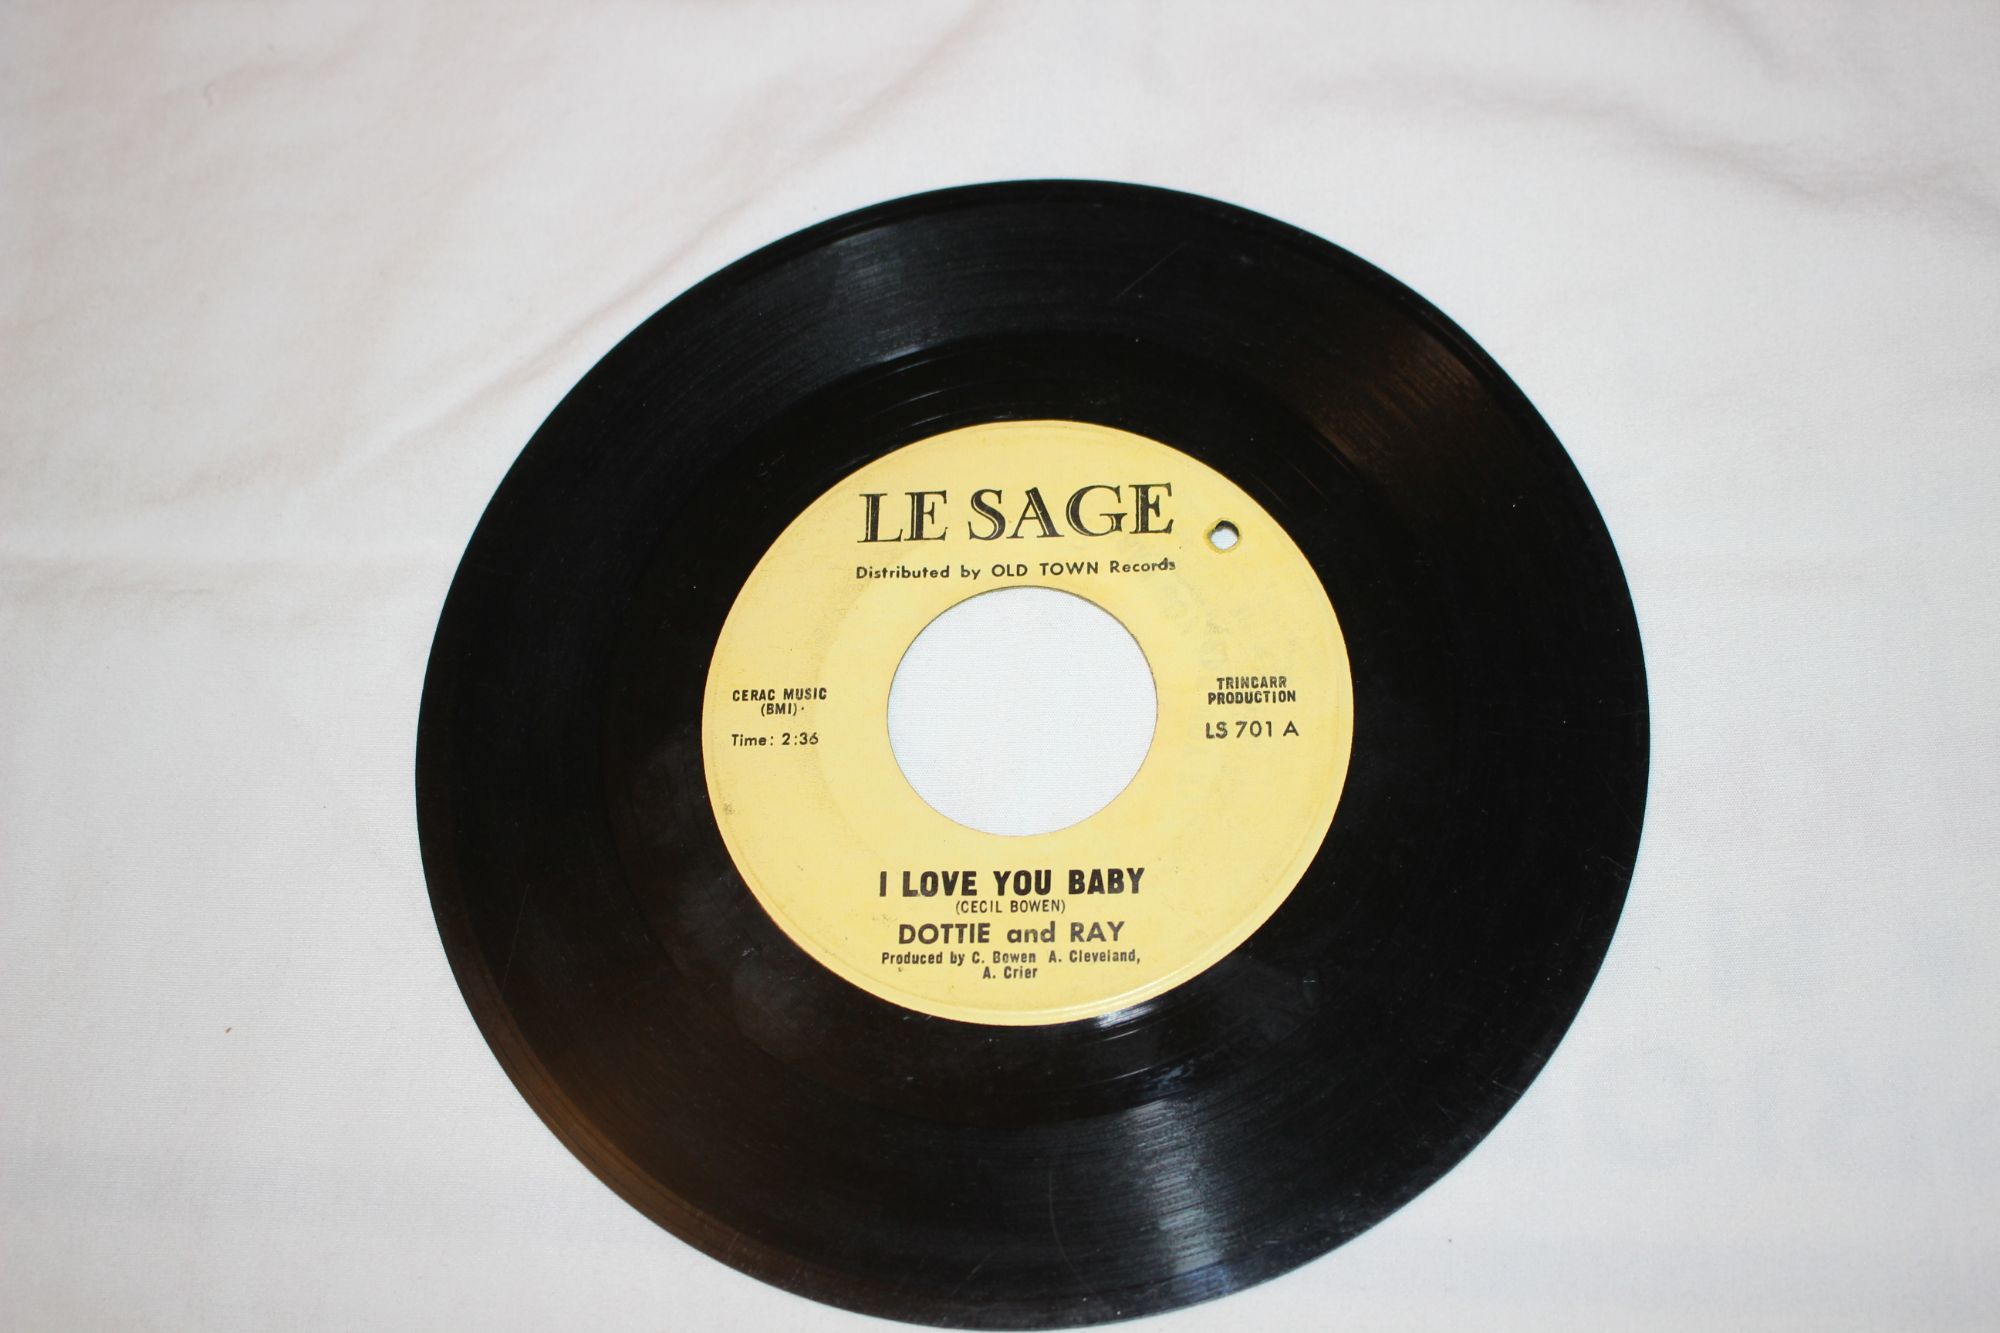 LE SAGE
Distributed by OLD TOWN Records
CERAC MUSIC
(BMI)
Time: 2:36
TRINCARR
PRODUCTION
LS 701 A
I LOVE YOU BABY
(CECIL BOWEN)
DOTTIE and RAY
Produced by C. Bowen A. Cleveland,
A. Crier